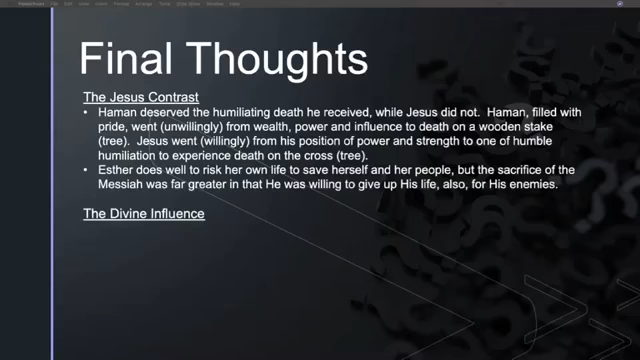 Final Thoughts
The Jesus Contrast
• Haman deserved the humiliating death he received, while Jesus did not. Haman, filled with
pride, went (unwillingly) from wealth, power and influence to death on a wooden stake
(tree). Jesus went (willingly) from his position of power and strength to one of humble
humiliation to experience death on the cross (tree).
• Esther does well to risk her own life to save herself and her people, but the sacrifice of the
Messiah was far greater in that He was willing to give up His life, also, for His enemies.
The Divine Influence